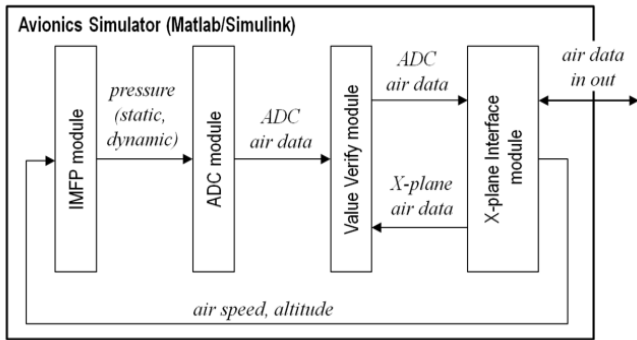 Avionics Simulator (Matlab/Simulink)
IMFP module
pressure
(static,
dynamic)
ADC module
ADC
air data
Value Verify module
ADC
air data
X-plane
air data
X-plane Interface
module
air data
in out
air speed, altitude